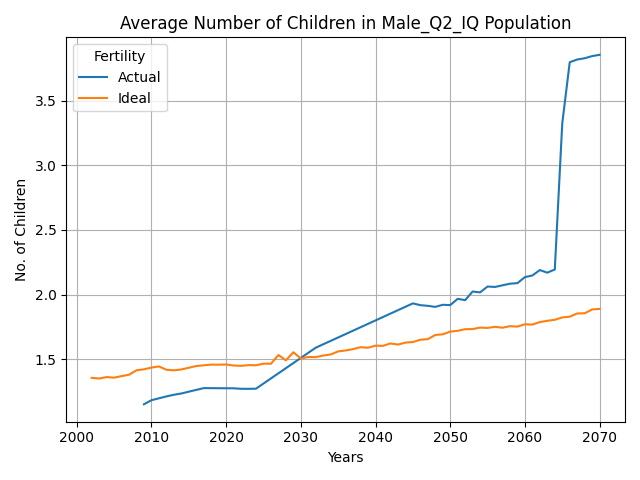 Average Number of Children in Male_Q2_IQ Population
Fertility
Actual
Ideal
3.5
3.0
2.5
2.0
1.5
No. of Children
2000 2010 2020 2030 2040 2050 2060 2070
Years